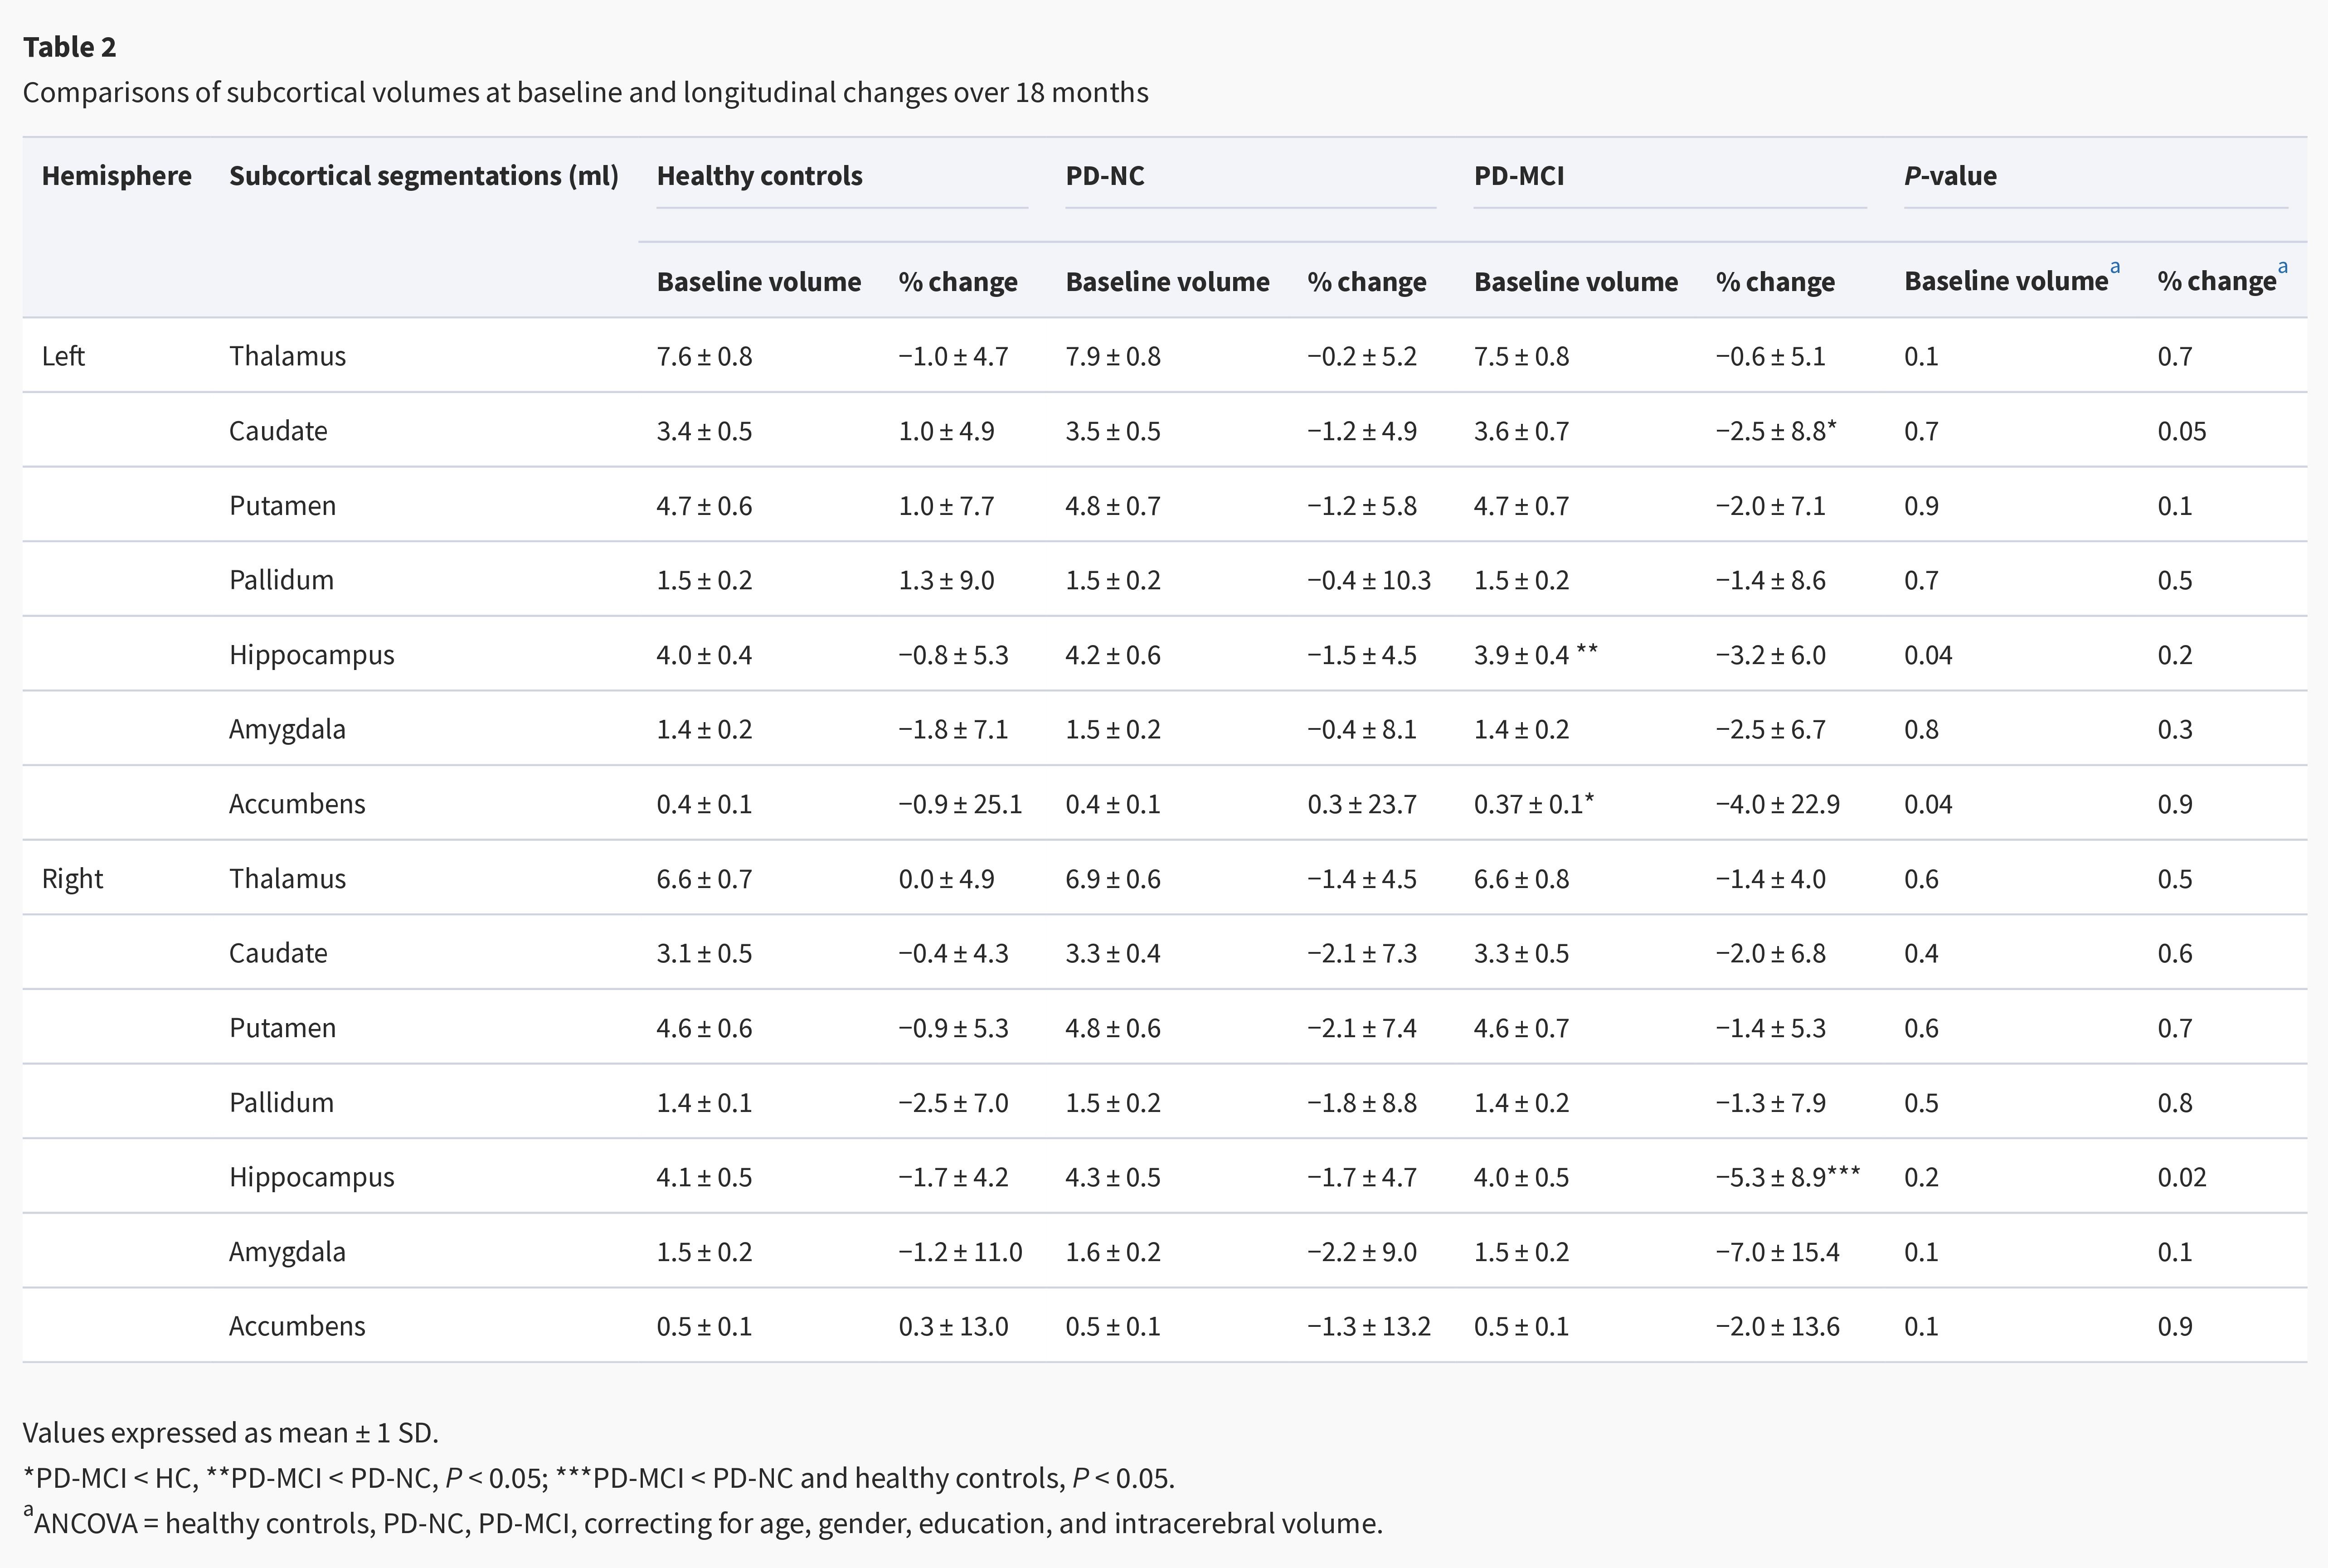 Table 2
Comparisons of subcortical volumes at baseline and longitudinal changes over 18 months
Hemisphere Subcortical segmentations (ml) Healthy controls PD-NC PD-MCI P-value
Baseline volume % change Baseline volume % change Baseline volume % change Baseline volumea % changea
Left Thalamus 7.6 ± 0.8 −1.0 ± 4.7 7.9 ± 0.8 −0.2 ± 5.2 7.5 ± 0.8 −0.6 ± 5.1 0.1 0.7
Caudate 3.4 ± 0.5 1.0 ± 4.9 3.5 ± 0.5 −1.2 ± 4.9 3.6 ± 0.7 −2.5 ± 8.8* 0.7 0.05
Putamen 4.7 ± 0.6 1.0 ± 7.7 4.8 ± 0.7 −1.2 ± 5.8 4.7 ± 0.7 −2.0 ± 7.1 0.9 0.1
Pallidum 1.5 ± 0.2 1.3 ± 9.0 1.5 ± 0.2 −0.4 ± 10.3 1.5 ± 0.2 −1.4 ± 8.6 0.7 0.5
Hippocampus 4.0 ± 0.4 −0.8 ± 5.3 4.2 ± 0.6 −1.5 ± 4.5 3.9 ± 0.4 ** −3.2 ± 6.0 0.04 0.2
Amygdala 1.4 ± 0.2 −1.8 ± 7.1 1.5 ± 0.2 −0.4 ± 8.1 1.4 ± 0.2 −2.5 ± 6.7 0.8 0.3
Accumbens 0.4 ± 0.1 −0.9 ± 25.1 0.4 ± 0.1 0.3 ± 23.7 0.37 ± 0.1* −4.0 ± 22.9 0.04 0.9
Right Thalamus 6.6 ± 0.7 0.0 ± 4.9 6.9 ± 0.6 −1.4 ± 4.5 6.6 ± 0.8 −1.4 ± 4.0 0.6 0.5
Caudate 3.1 ± 0.5 −0.4 ± 4.3 3.3 ± 0.4 −2.1 ± 7.3 3.3 ± 0.5 −2.0 ± 6.8 0.4 0.6
Putamen 4.6 ± 0.6 −0.9 ± 5.3 4.8 ± 0.6 −2.1 ± 7.4 4.6 ± 0.7 −1.4 ± 5.3 0.6 0.7
Pallidum 1.4 ± 0.1 −2.5 ± 7.0 1.5 ± 0.2 −1.8 ± 8.8 1.4 ± 0.2 −1.3 ± 7.9 0.5 0.8
Hippocampus 4.1 ± 0.5 −1.7 ± 4.2 4.3 ± 0.5 −1.7 ± 4.7 4.0 ± 0.5 −5.3 ± 8.9*** 0.2 0.02
Amygdala 1.5 ± 0.2 −1.2 ± 11.0 1.6 ± 0.2 −2.2 ± 9.0 1.5 ± 0.2 −7.0 ± 15.4 0.1 0.1
Accumbens 0.5 ± 0.1 0.3 ± 13.0 0.5 ± 0.1 −1.3 ± 13.2 0.5 ± 0.1 −2.0 ± 13.6 0.1 0.9
Values expressed as mean ± 1 SD.
*PD-MCI < HC, **PD-MCI < PD-NC, P < 0.05; ***PD-MCI < PD-NC and healthy controls, P < 0.05.
aANCOVA = healthy controls, PD-NC, PD-MCI, correcting for age, gender, education, and intracerebral volume.